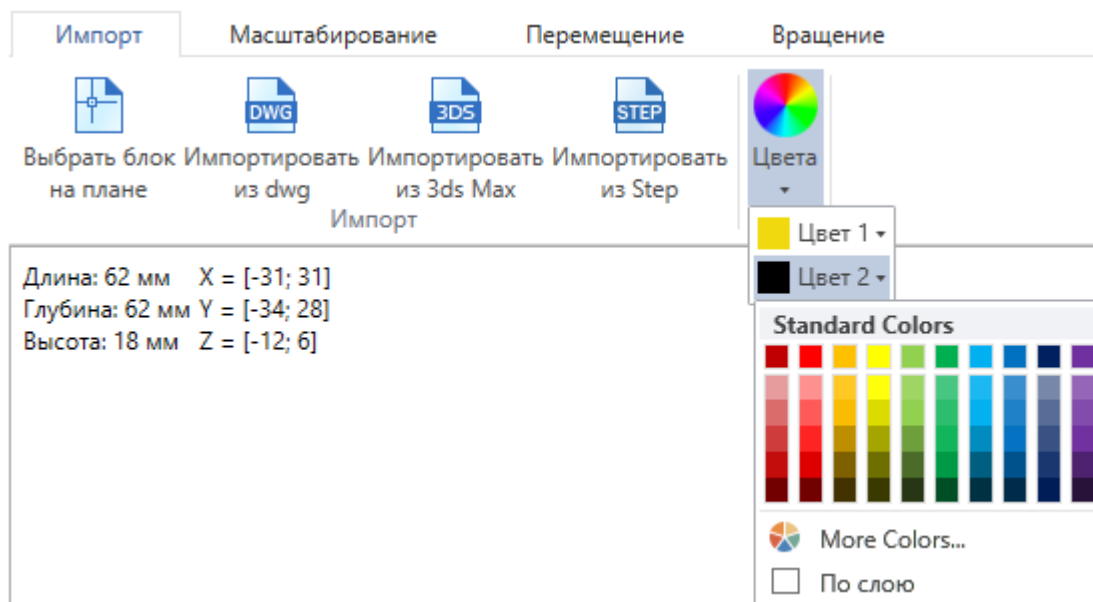 Импорт Масштабирование Перемещение Вращение
DWG 3DS STEP
Выбрать блок Импортировать Импортировать Импортировать Цвета
на плане из dwg из 3ds Max из Step
Импорт
Цвет 1
Цвет 2
Длина: 62 мм X = [-31; 31]
Глубина: 62 мм Y = [-34; 28]
Высота: 18 мм Z = [-12; 6]
Standard Colors
More Colors...
По слою